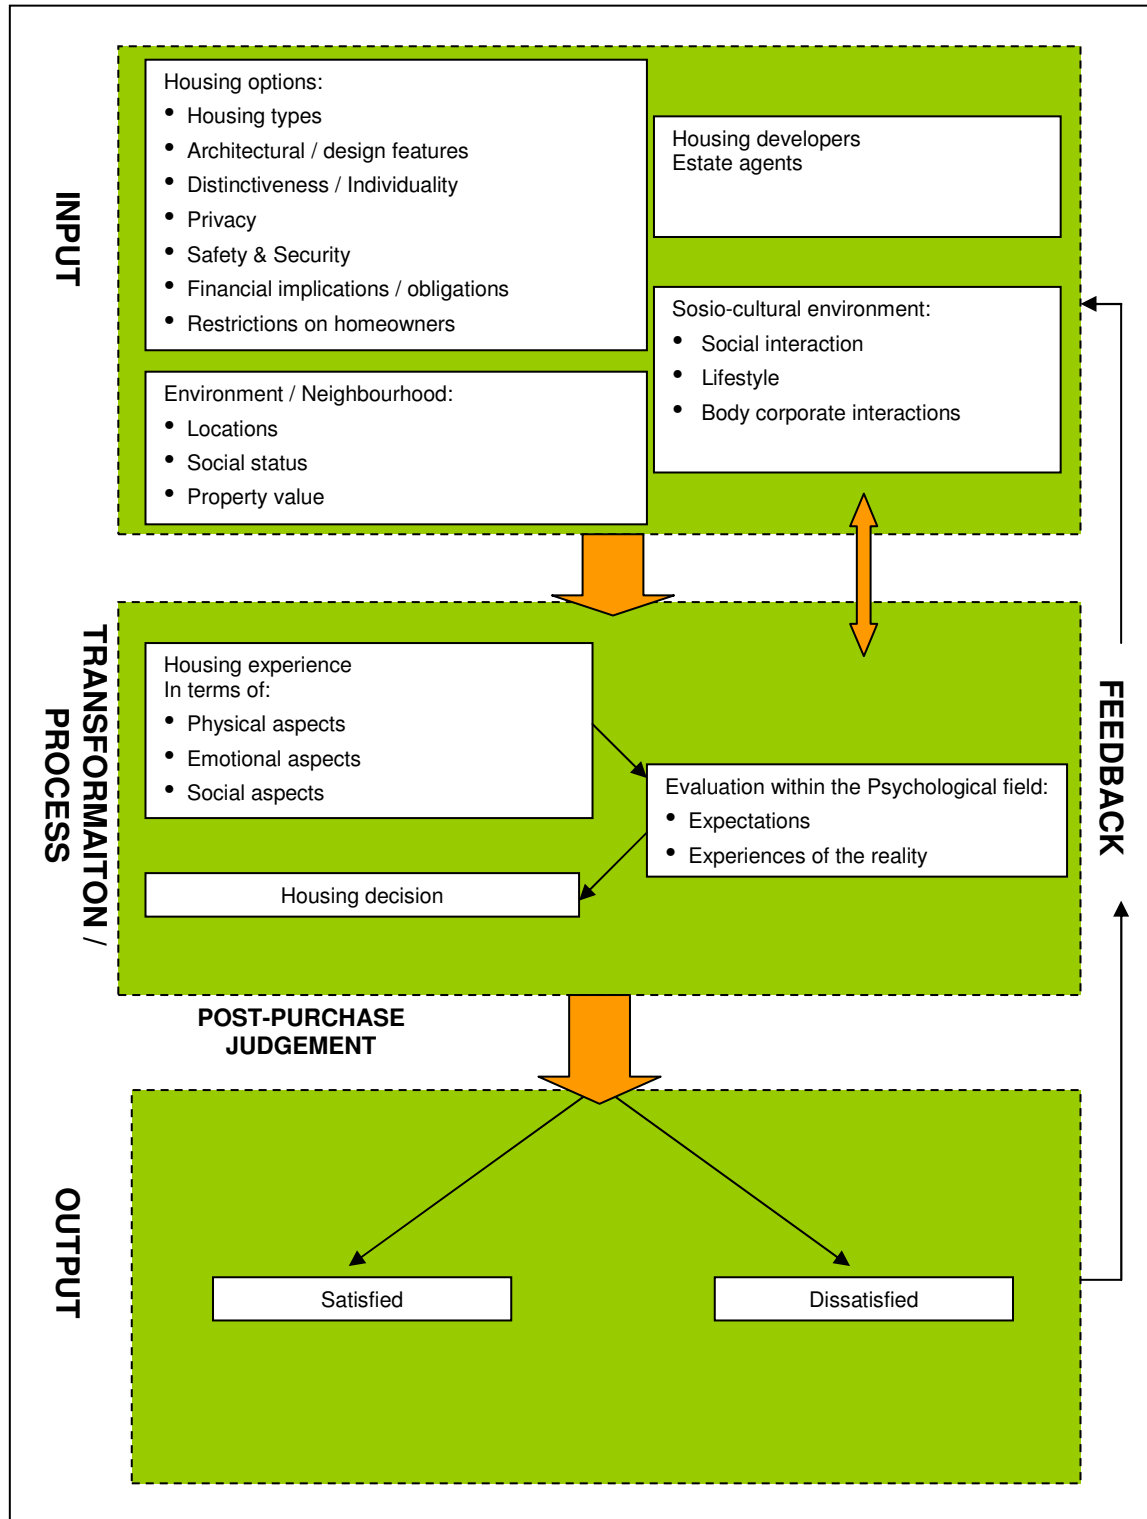 INPUT
Housing options:
• Housing types
• Architectural / design features
• Distinctiveness / Individuality
• Privacy
• Safety & Security
• Financial implications / obligations
• Restrictions on homeowners
Housing developers
Estate agents
Sosio-cultural environment:
• Social interaction
• Lifestyle
• Body corporate interactions
Environment / Neighbourhood:
• Locations
• Social status
• Property value
TRANSFORMAITON /
PROCESS
Housing experience
In terms of:
• Physical aspects
• Emotional aspects
• Social aspects
Evaluation within the Psychological field:
• Expectations
• Experiences of the reality
Housing decision
FEEDBACK
POST-PURCHASE
JUDGEMENT
OUTPUT
Satisfied
Dissatisfied